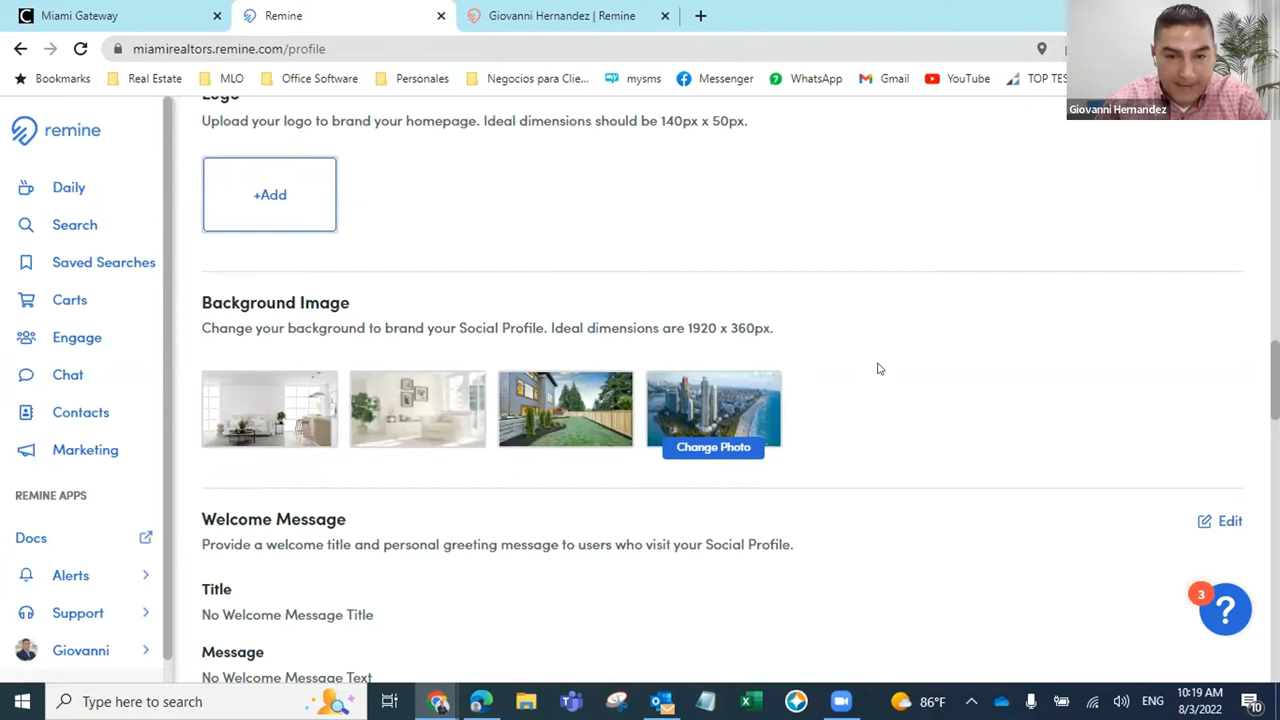 Miami Gateway
Remine
Giovanni Hernandez | Remine
miamirealtors.remine.com/profile
Bookmarks
Real Estate
MLO
Office Software
Personales
Negocios para Clie...
mysms
Messenger
WhatsApp
Gmail
YouTube
TOP TES
Giovanni Hernandez
remine
Daily
Search
Saved Searches
Carts
Engage
Chat
Contacts
Marketing
REMINE APPS
Docs
Alerts
Support
Giovanni
Logo
Upload your logo to brand your homepage. Ideal dimensions should be 140px x 50px.
+Add
Background Image
Change your background to brand your Social Profile. Ideal dimensions are 1920 x 360px.
Change Photo
Welcome Message
Edit
Provide a welcome title and personal greeting message to users who visit your Social Profile.
Title
No Welcome Message Title
Message
No Welcome Message Text
3
?
Type here to search
86°F
ENG
10:19 AM
8/3/2022
10